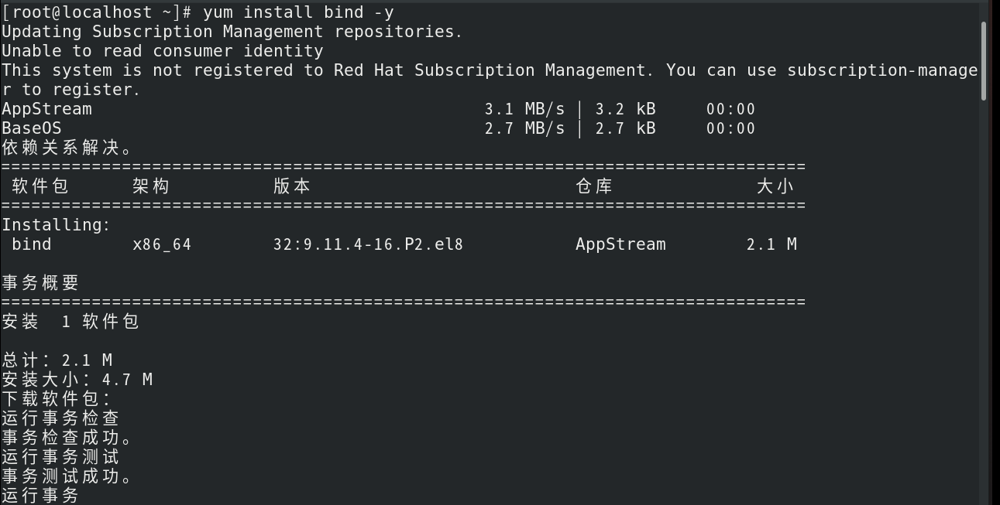 [root@localhost ~]# yum install bind -y
Updating Subscription Management repositories.
Unable to read consumer identity
This system is not registered to Red Hat Subscription Management. You can use subscription-manage
r to register.
AppStream 3.1 MB/s | 3.2 kB 00:00
BaseOS 2.7 MB/s | 2.7 kB 00:00
依赖关系解决。
================================================================================
软件包 架构 版本 仓库 大小
================================================================================
Installing:
bind x86_64 32:9.11.4-16.P2.el8 AppStream 2.1 M
事务概要
================================================================================
安装 1 软件包
总计：2.1 M
安装大小：4.7 M
下载软件包：
运行事务检查
事务检查成功。
运行事务测试
事务测试成功。
运行事务